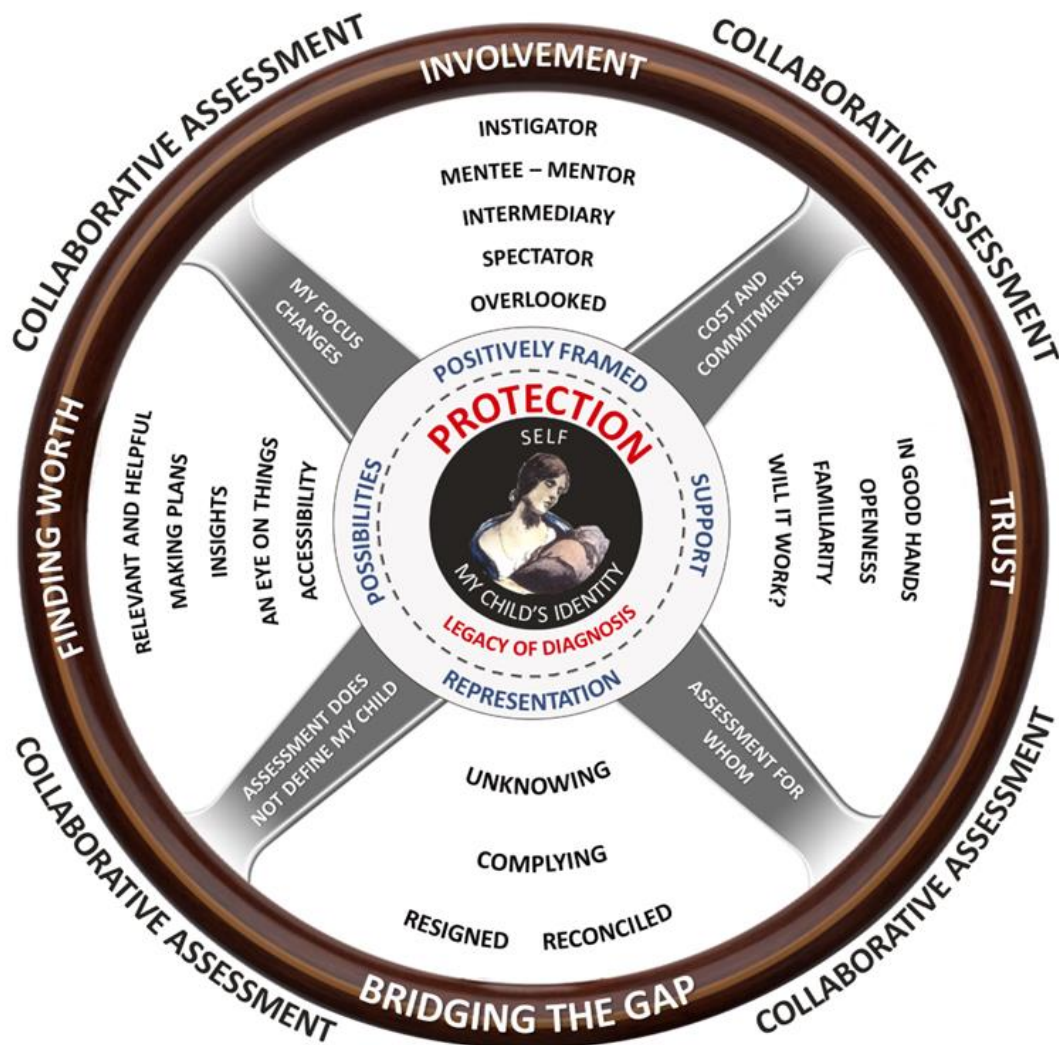 COLLABORATIVE ASSESSMENT
COLLABORATIVE ASSESSMENT
INVOLVEMENT
INSTIGATOR
MENTEE – MENTOR
INTERMEDIARY
SPECTATOR
OVERLOOKED
MY FOCUS
CHANGES
COST AND
COMMITMENTS
FINDING WORTH
RELEVANT AND HELPFUL
MAKING PLANS
INSIGHTS
AN EYE ON THINGS
ACCESSIBILITY
POSITIVELY FRAMED
POSSIBILITIES
SUPPORT
REPRESENTATION
PROTECTION
SELF
MY CHILD'S IDENTITY
LEGACY OF DIAGNOSIS
WILL IT WORK?
FAMILIARITY
OPENNESS
IN GOOD HANDS
TRUST
ASSESSMENT DOES
NOT DEFINE MY CHILD
ASSESSMENT FOR
WHOM
UNKNOWING
COMPLYING
RESIGNED RECONCILED
BRIDGING THE GAP
COLLABORATIVE ASSESSMENT
COLLABORATIVE ASSESSMENT